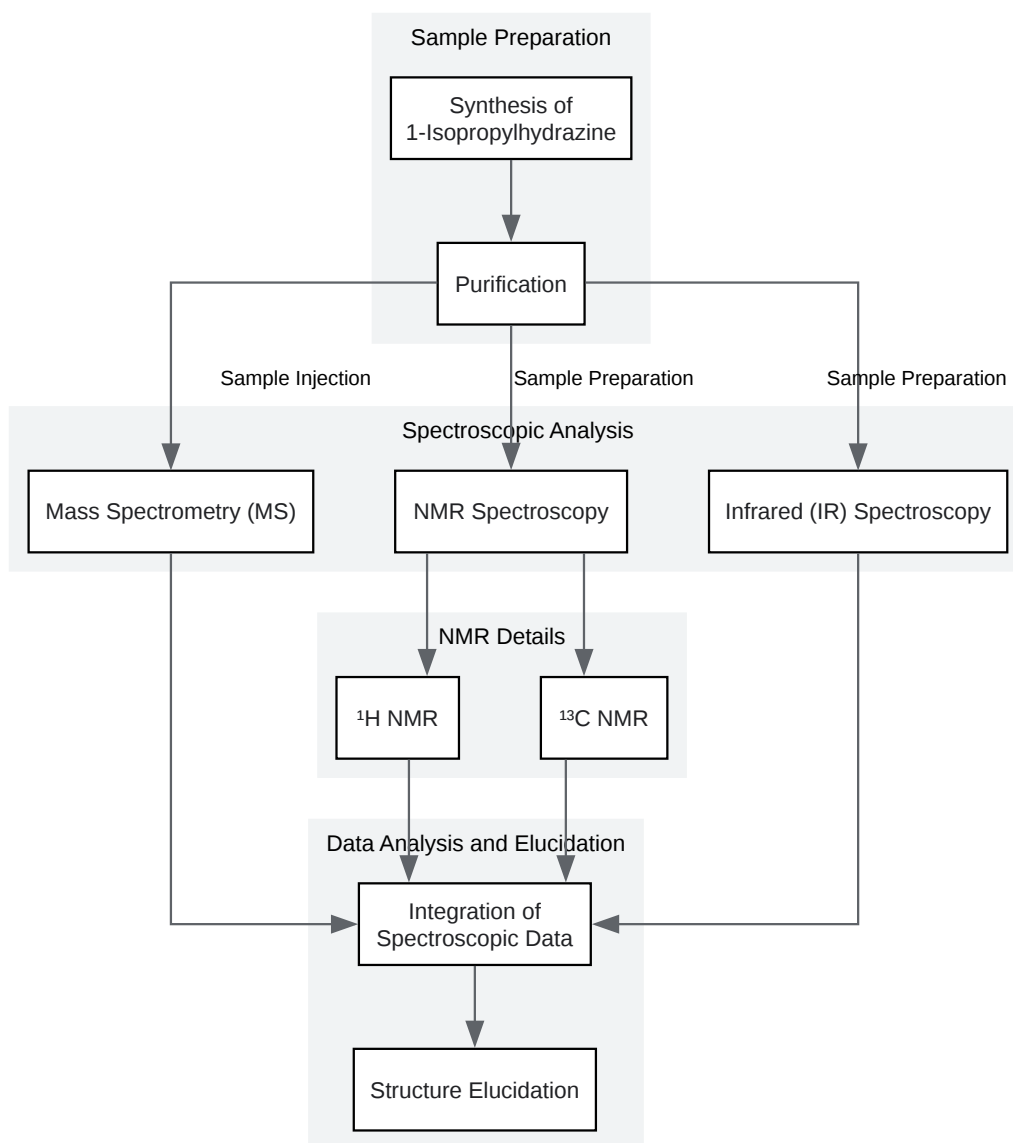 Sample Preparation
Synthesis of
1-Isopropylhydrazine
Purification
Sample Injection
Sample Preparation
Sample Preparation
Spectroscopic Analysis
Mass Spectrometry (MS)
NMR Spectroscopy
Infrared (IR) Spectroscopy
NMR Details
¹H NMR
¹³C NMR
Data Analysis and Elucidation
Integration of
Spectroscopic Data
Structure Elucidation